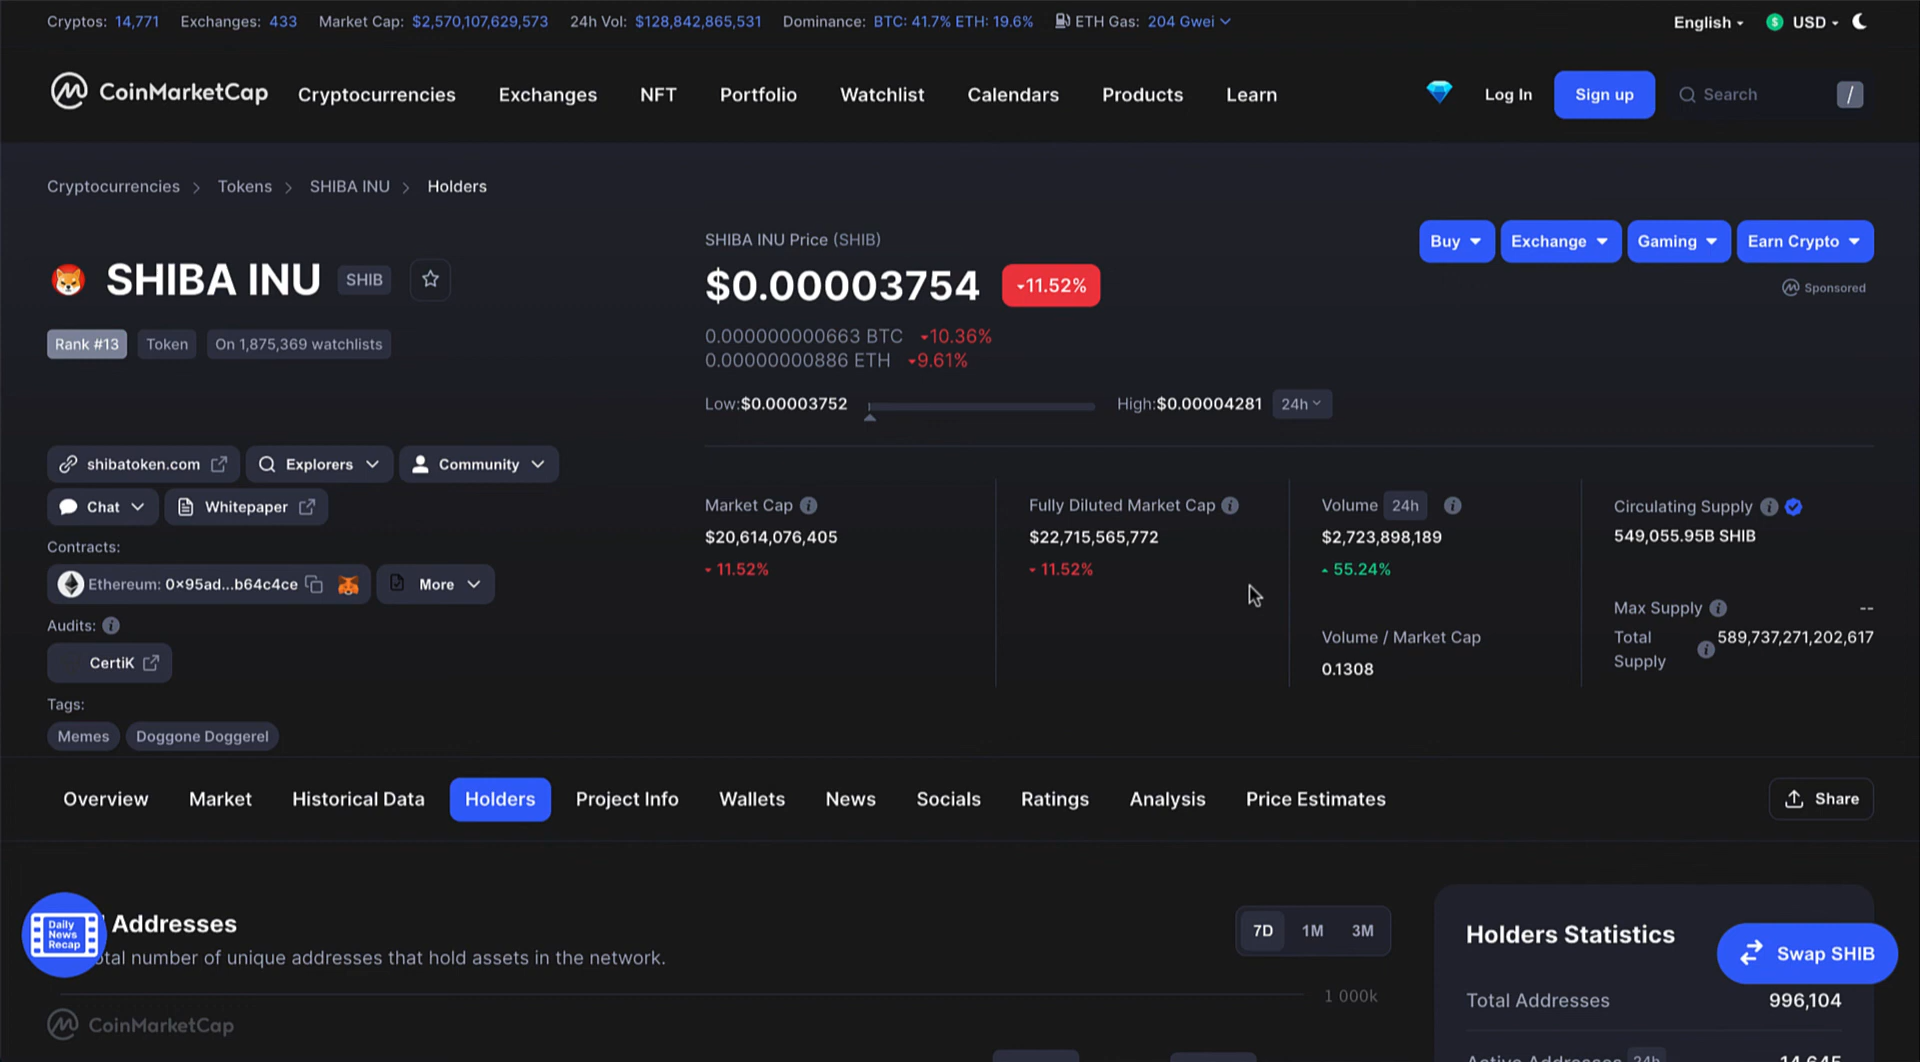 Cryptos: 14,771 Exchanges: 433 Market Cap: $2,570,107,629,573 24h Vol: $128,842,865,531 Dominance: BTC: 41.7% ETH: 19.6% ETH Gas: 204 Gwei English USD
CoinMarketCap Cryptocurrencies Exchanges NFT Portfolio Watchlist Calendars Products Learn Log In Sign up Search /
Cryptocurrencies > Tokens > SHIBA INU > Holders
SHIBA INU SHIB
Rank #13 Token On 1,875,369 watchlists
shibatoken.com Explorers Community
Chat Whitepaper
Contracts:
Ethereum: 0×95ad...b64c4ce More
Audits:
CertiK
Tags:
Memes Doggone Doggerel
SHIBA INU Price (SHIB)
$0.00003754 11.52%
0.000000000663 BTC 10.36%
0.00000000886 ETH 9.61%
Low:$0.00003752 High:$0.00004281 24h
Buy Exchange Gaming Earn Crypto
Sponsored
Market Cap
$20,614,076,405
11.52%
Fully Diluted Market Cap
$22,715,565,772
11.52%
Volume 24h
$2,723,898,189
55.24%
Volume / Market Cap
0.1308
Circulating Supply
549,055.95B SHIB
Max Supply --
Total Supply 589,737,271,202,617
Overview Market Historical Data Holders Project Info Wallets News Socials Ratings Analysis Price Estimates Share
Daily
News
Recap
Addresses
otal number of unique addresses that hold assets in the network.
7D 1M 3M
1 000k
CoinMarketCap
Holders Statistics
Swap SHIB
Total Addresses 996,104
Active Addresses 24h 14,645